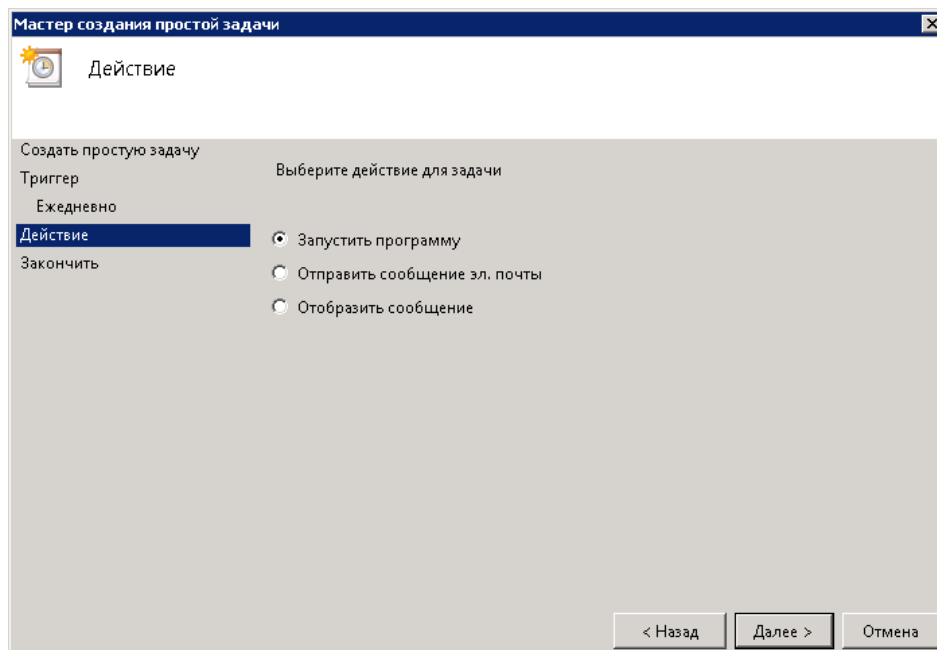 Мастер создания простой задачи
Действие
Создать простую задачу
Триггер
Ежедневно
Действие
Закончить
Выберите действие для задачи
Запустить программу
Отправить сообщение эл. почты
Отобразить сообщение
< Назад
Далее >
Отмена